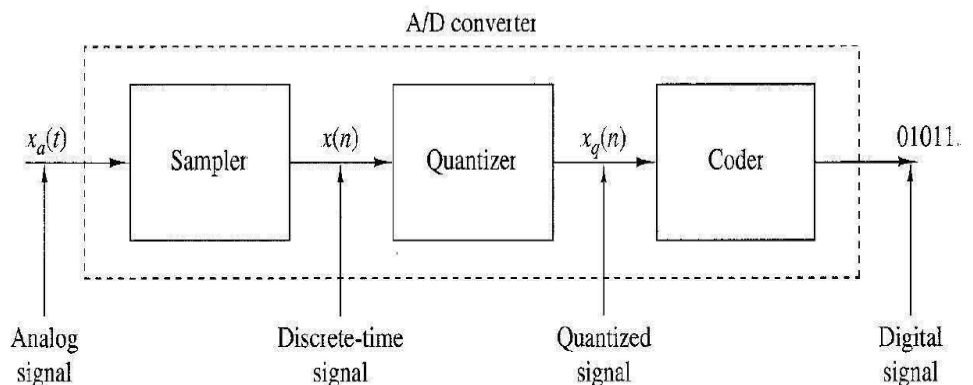 A/D converter
x_a(t)
Sampler
x(n)
Quantizer
x_q(n)
Coder
01011.
Analog
signal
Discrete-time
signal
Quantized
signal
Digital
signal